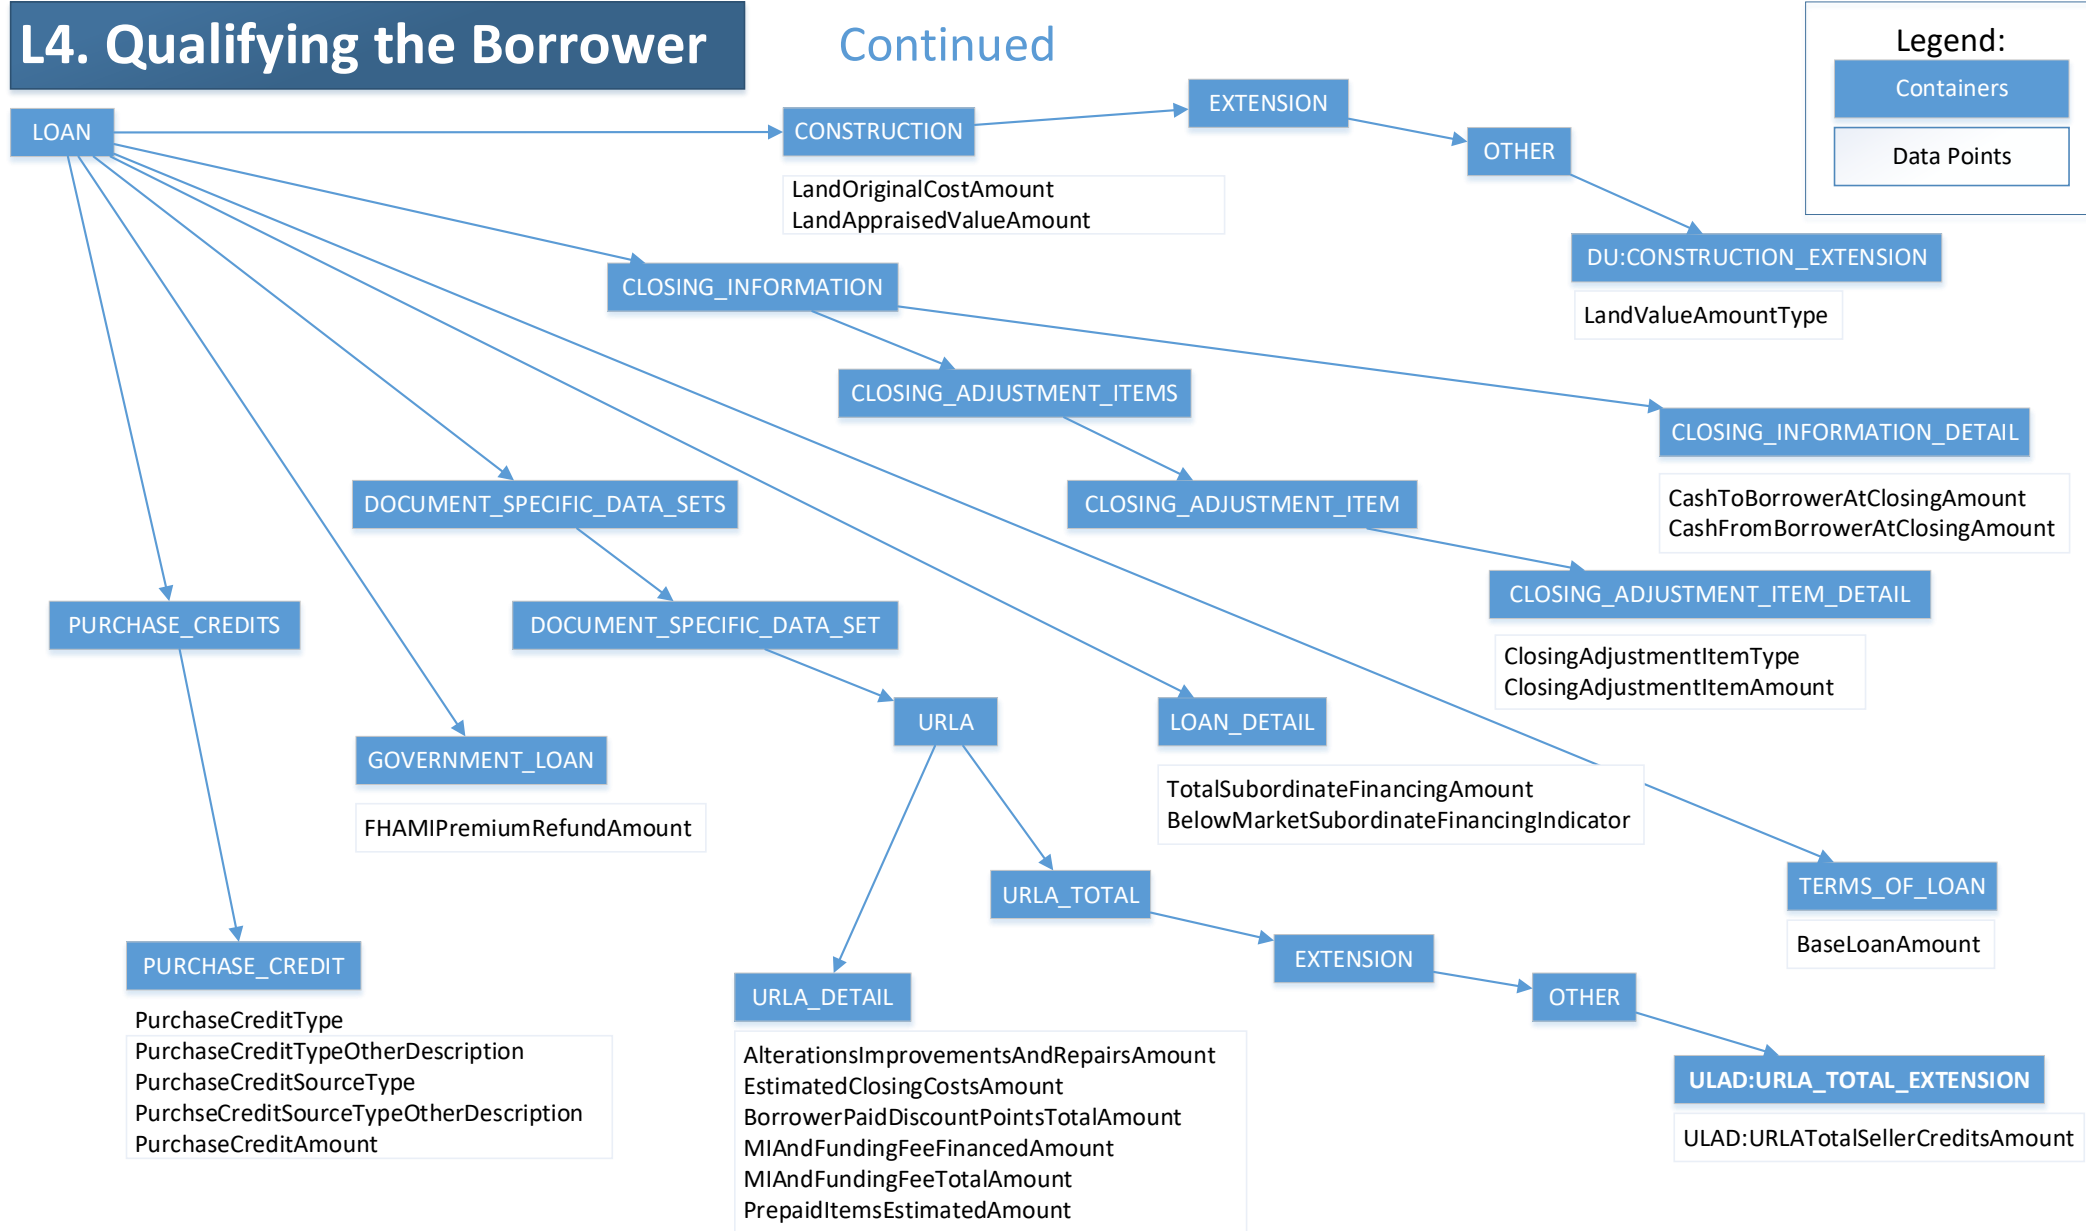 L4. Qualifying the Borrower
Continued
Legend:
Containers
Data Points
LOAN
CONSTRUCTION
EXTENSION
OTHER
LandOriginalCostAmount
LandAppraisedValueAmount
DU:CONSTRUCTION_EXTENSION
LandValueAmountType
CLOSING_INFORMATION
CLOSING_ADJUSTMENT_ITEMS
CLOSING_INFORMATION_DETAIL
CashToBorrowerAtClosingAmount
CashFromBorrowerAtClosingAmount
DOCUMENT_SPECIFIC_DATA_SETS
CLOSING_ADJUSTMENT_ITEM
CLOSING_ADJUSTMENT_ITEM_DETAIL
ClosingAdjustmentItemType
ClosingAdjustmentItemAmount
PURCHASE_CREDITS
DOCUMENT_SPECIFIC_DATA_SET
URLA
LOAN_DETAIL
TotalSubordinateFinancingAmount
BelowMarketSubordinateFinancingIndicator
GOVERNMENT_LOAN
FHAMIPremiumRefundAmount
URLA_TOTAL
TERMS_OF_LOAN
BaseLoanAmount
PURCHASE_CREDIT
PurchaseCreditType
PurchaseCreditTypeOtherDescription
PurchaseCreditSourceType
PurchseCreditSourceTypeOtherDescription
PurchaseCreditAmount
URLA_DETAIL
AlterationsImprovementsAndRepairsAmount
EstimatedClosingCostsAmount
BorrowerPaidDiscountPointsTotalAmount
MIAndFundingFeeFinancedAmount
MIAndFundingFeeTotalAmount
PrepaidItemsEstimatedAmount
EXTENSION
OTHER
ULAD:URLA_TOTAL_EXTENSION
ULAD:URLATotalSellerCreditsAmount